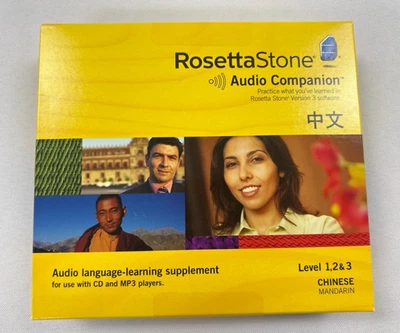 RosettaStone®
Audio Companion™
Practice what you've learned in
Rosetta Stone® Version 3 software.
中文
Audio language-learning supplement
for use with CD and MP3 players.
Level 1,2&3
CHINESE
MANDARIN